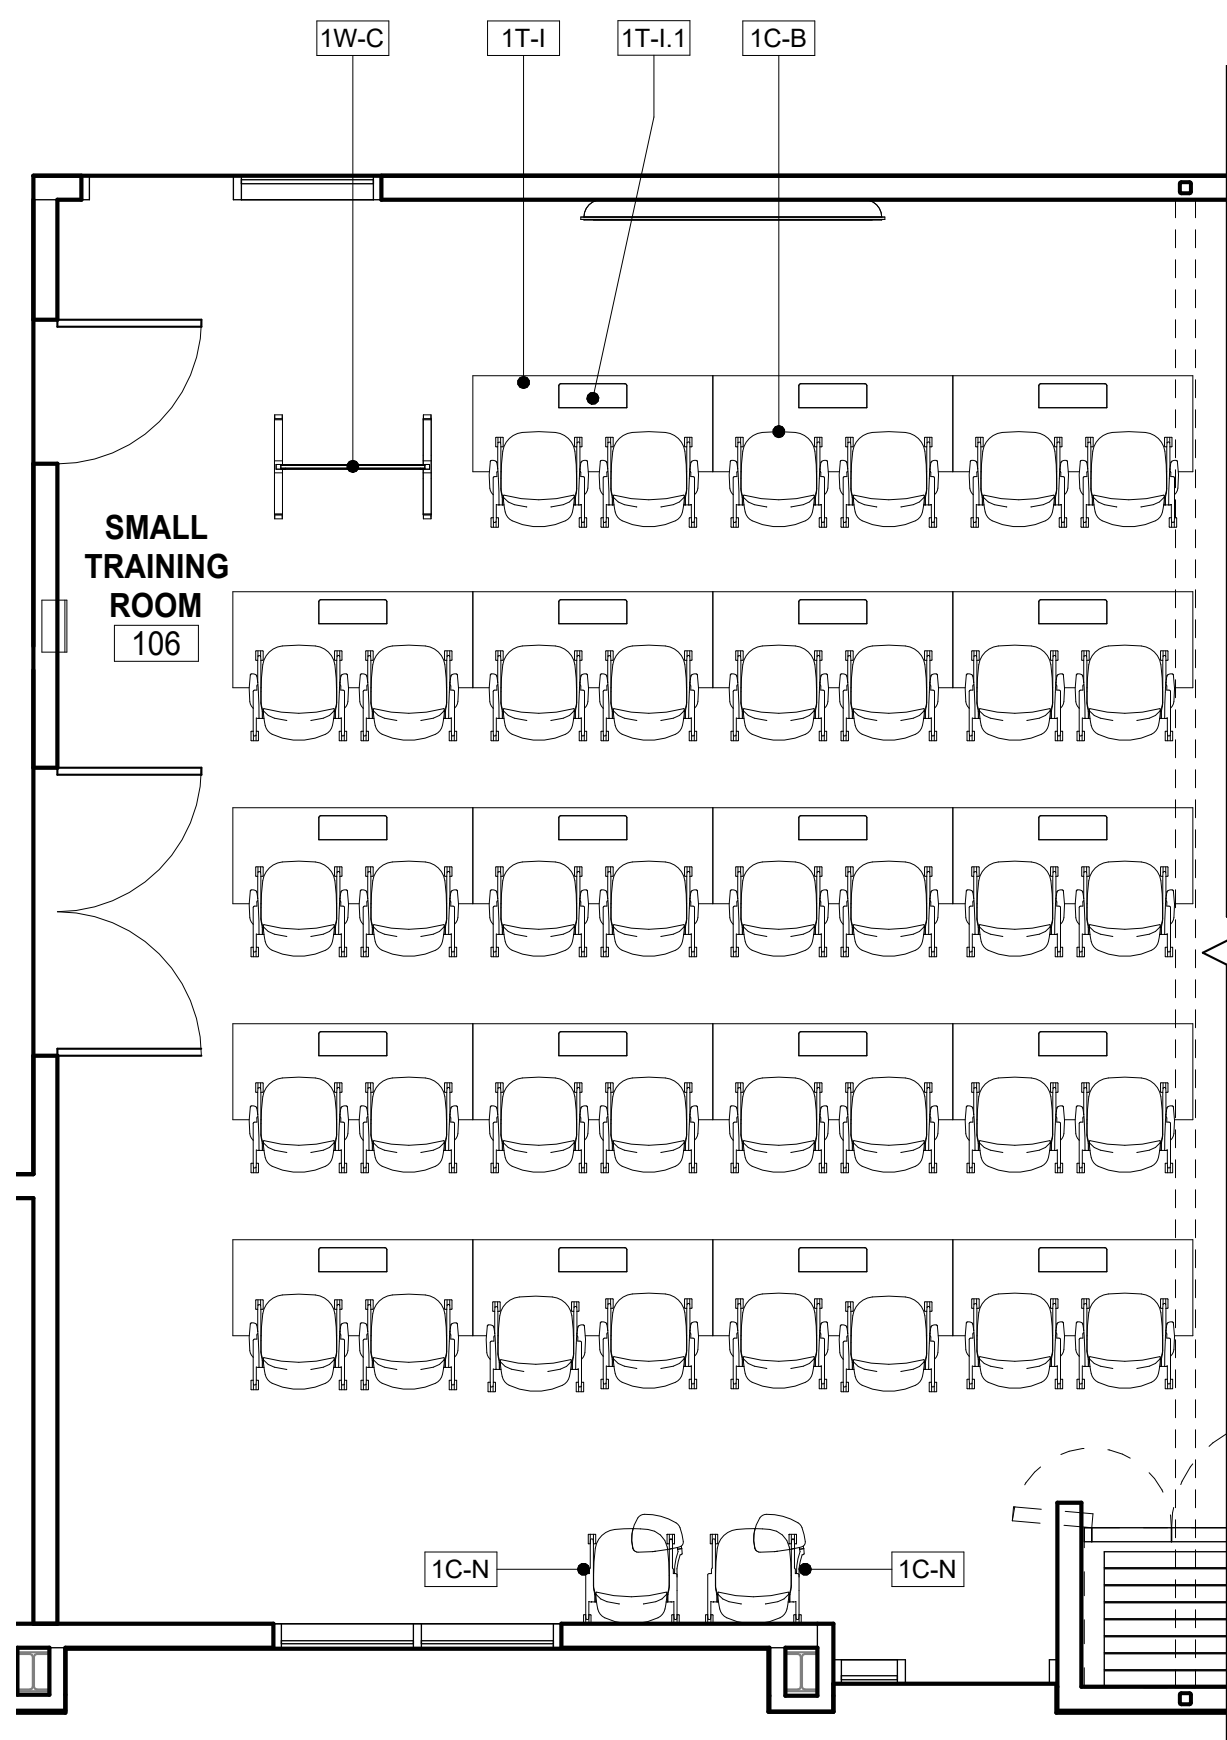 1W-C
1T-I
1T-I.1
1C-B
SMALL
TRAINING
ROOM
106
1C-N
1C-N